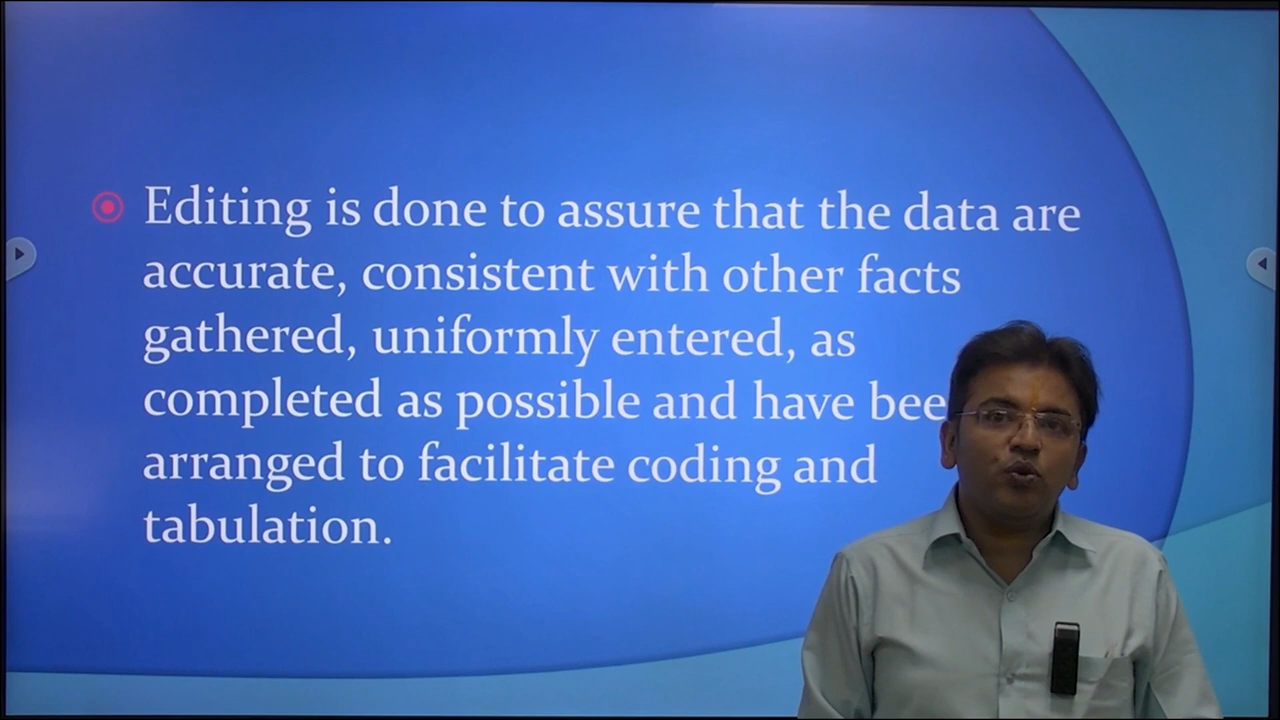 Editing is done to assure that the data are
accurate, consistent with other facts
gathered, uniformly entered, as
completed as possible and have bee
arranged to facilitate coding and
tabulation.